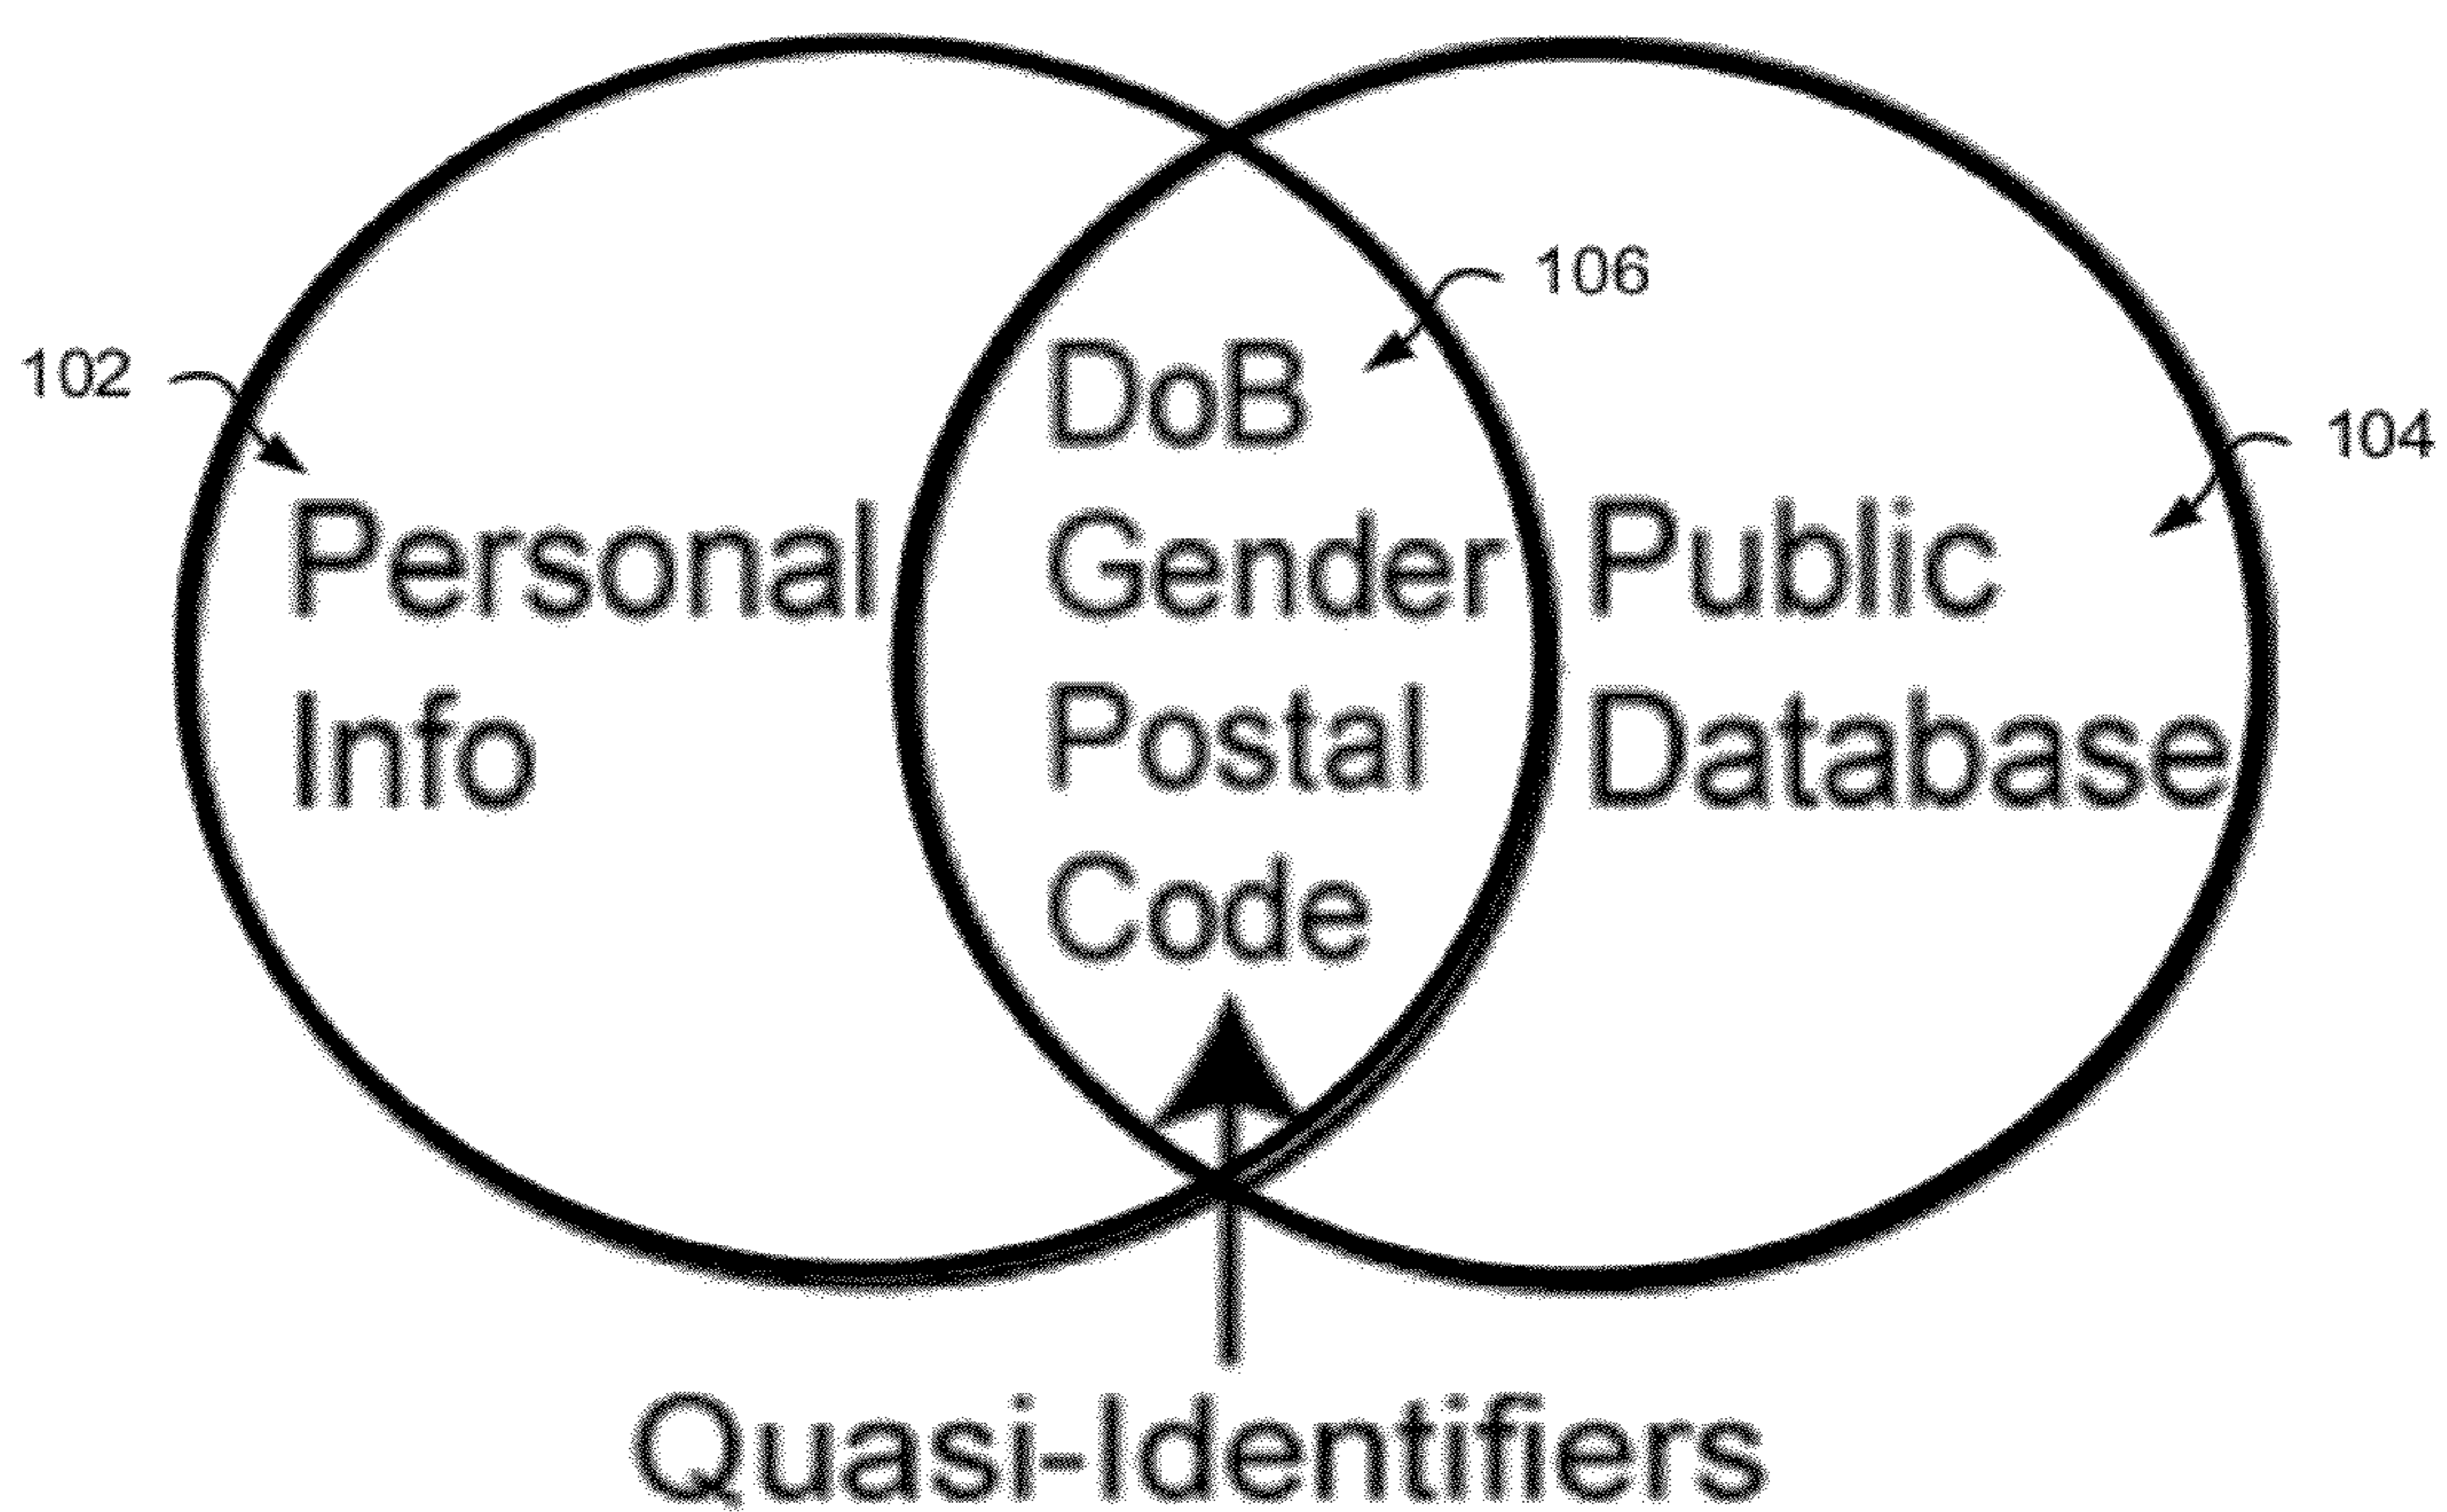 106
102
104
DoB
Gender
Postal
Code
Personal
Info
Public
Database
Quasi-Identifiers